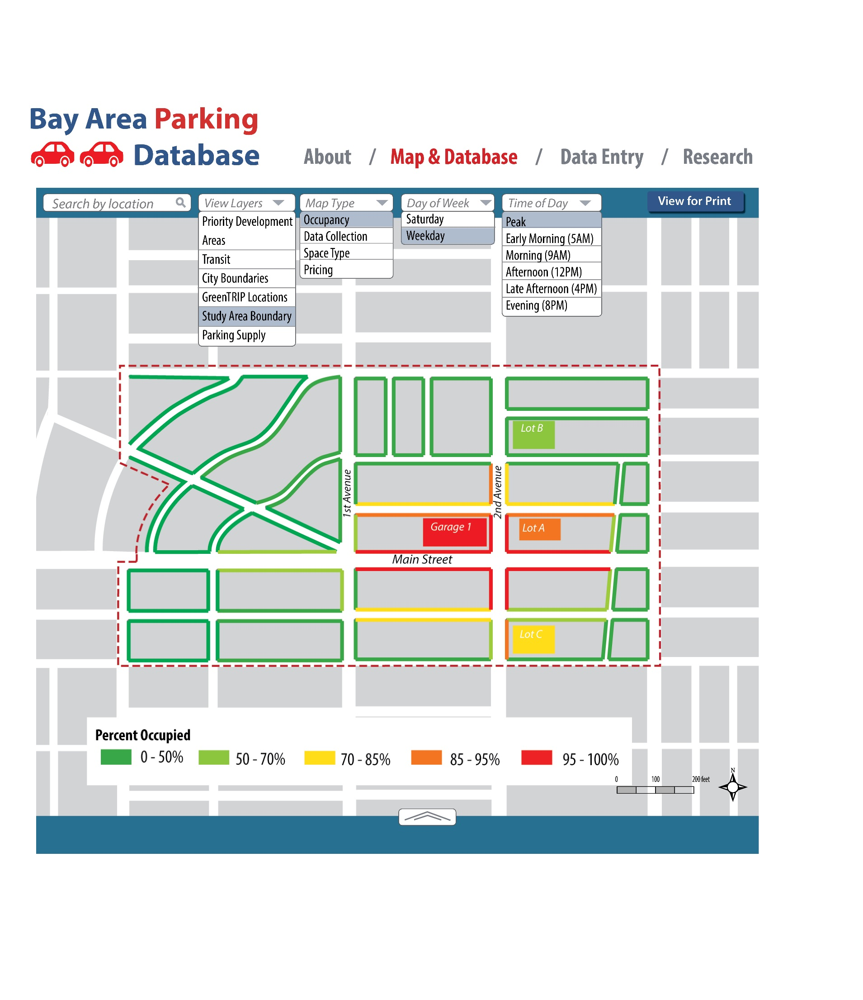 Bay Area Parking
Database
About / Map & Database / Data Entry / Research
Search by location
View Layers
Map Type
Day of Week
Time of Day
View for Print
Priority Development
Areas
Transit
City Boundaries
GreenTRIP Locations
Study Area Boundary
Parking Supply
Occupancy
Data Collection
Space Type
Pricing
Saturday
Weekday
Peak
Early Morning (5AM)
Morning (9AM)
Afternoon (12PM)
Late Afternoon (4PM)
Evening (8PM)
Lot B
1st Avenue
2nd Avenue
Garage 1
Lot A
Main Street
Lot C
Percent Occupied
0 - 50%
50 - 70%
70 - 85%
85 - 95%
95 - 100%
0 100 200 feet
N